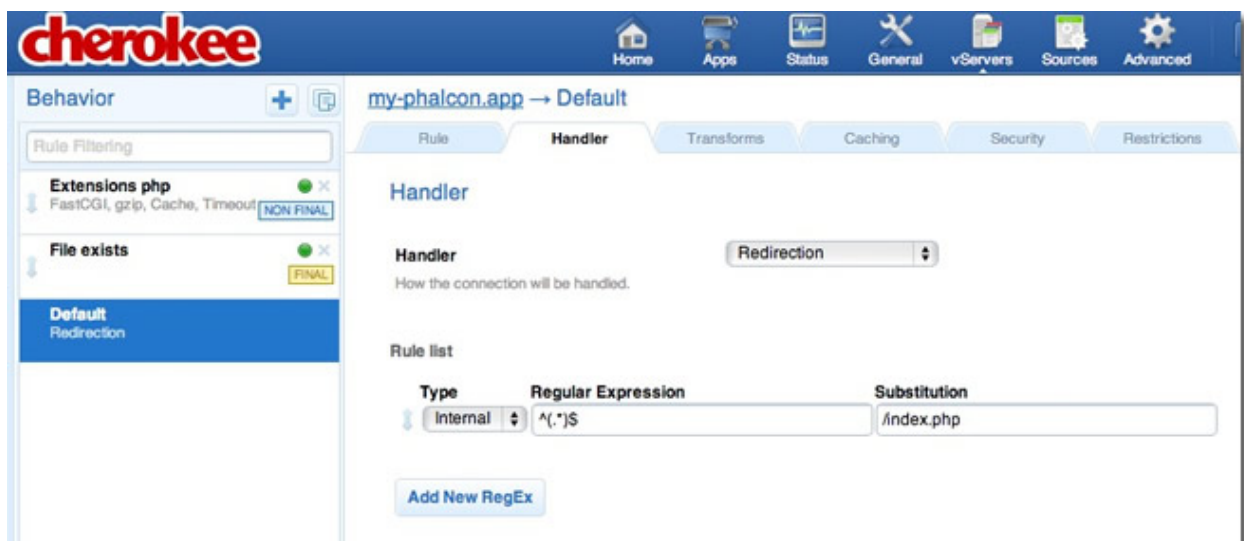 cherokee
Home Apps Status General vServers Sources Advanced
Behavior
my-phalcon.app → Default
Rule Filtering
Rule Handler Transforms Caching Security Restrictions
Extensions php
FastCGI, gzip, Cache, Timeout
NON FINAL
File exists
FINAL
Default
Redirection
Handler
Handler
Redirection
How the connection will be handled.
Rule list
Type Regular Expression Substitution
Internal ^(.*)$ /index.php
Add New RegEx